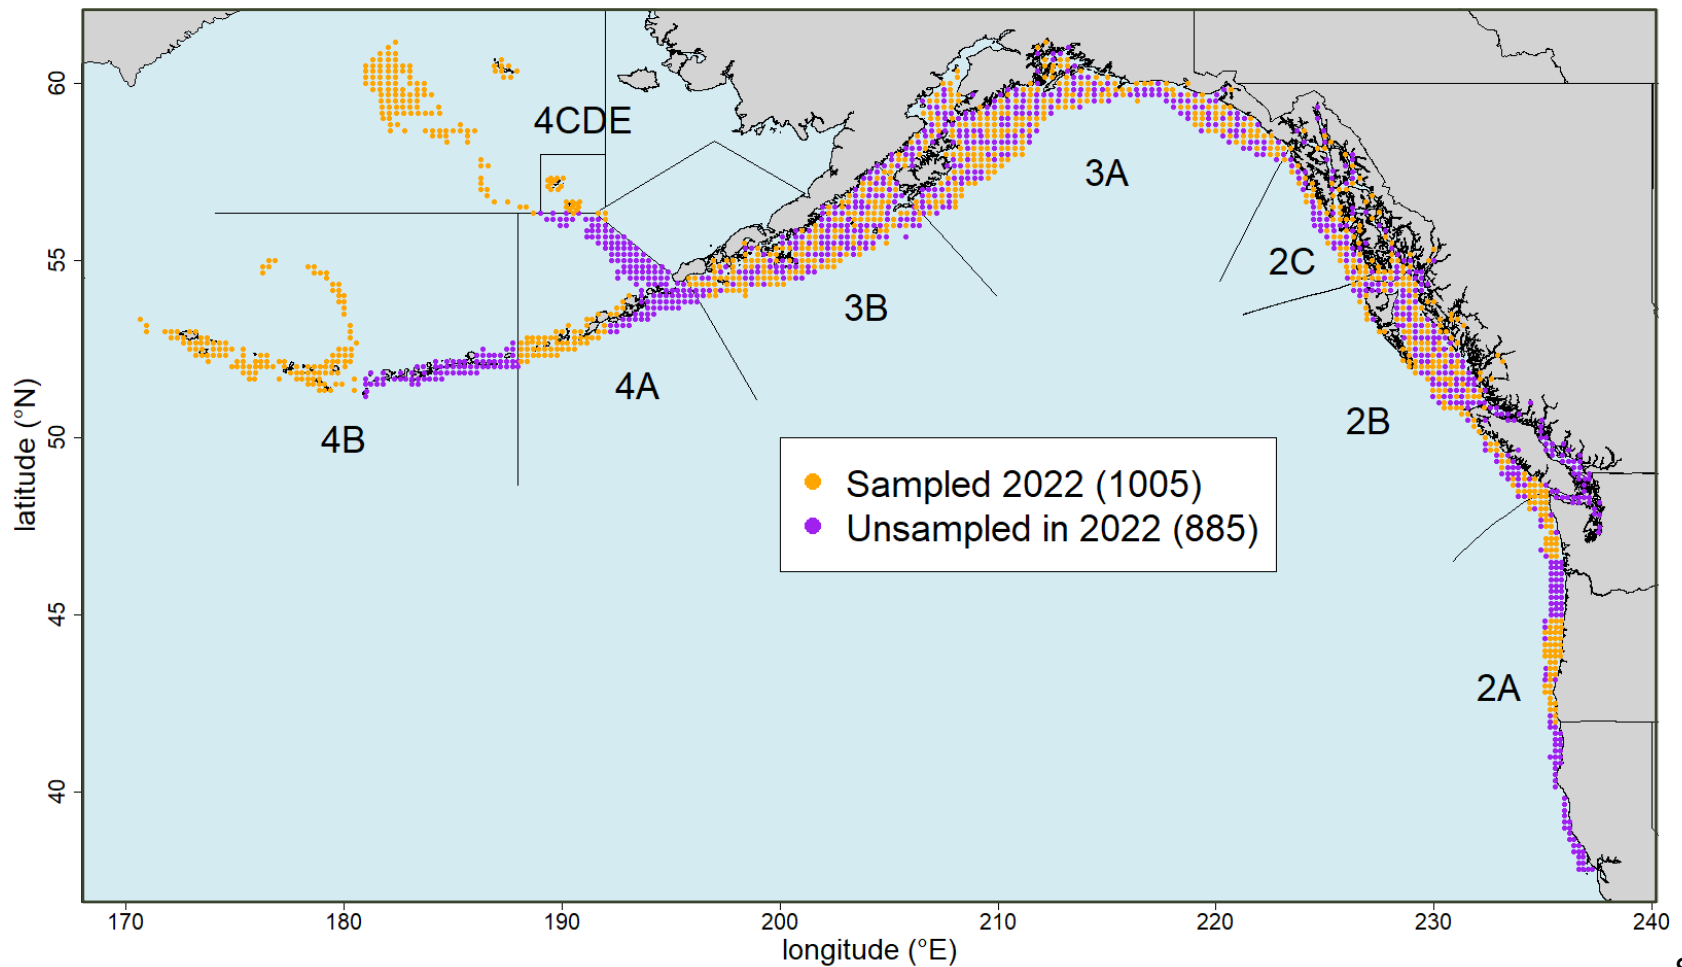 60
55
50
45
40
latitude (°N)
4CDE
3A
2C
3B
4A
2B
4B
Sampled 2022 (1005)
Unsampled in 2022 (885)
2A
170
180
190
200
210
220
230
240
longitude (°E)